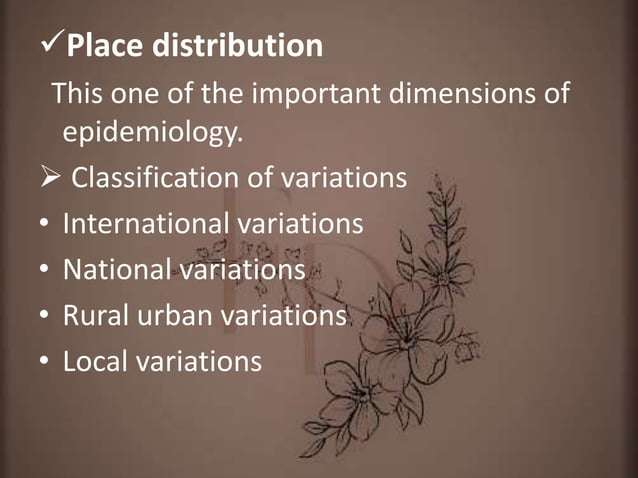 ✓Place distribution
This one of the important dimensions of
epidemiology.
➢ Classification of variations
• International variations
• National variations
• Rural urban variations
• Local variations